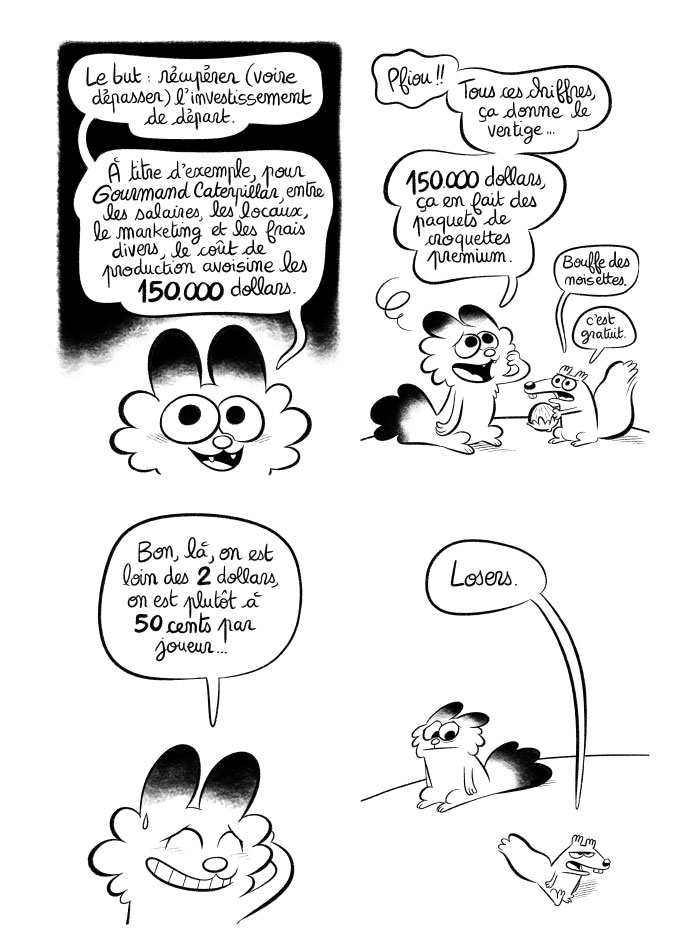 Le but : récupérer (voire
dépasser) l'investissement
de départ.
À titre d'exemple, pour
Gourmand Caterpillar, entre
les salaires, les locaux,
le marketing et les frais
divers, le coût de
production avoisine les
150.000 dollars.
Pfiou !!
Tous ces chiffres,
ça donne le
vertige...
150.000 dollars,
ça en fait des
paquets de
croquettes
premium.
Bouffe des
noisettes.
c'est
gratuit.
Bon, là, on est
loin des 2 dollars,
on est plutôt à
50 cents par
joueur...
Losers.